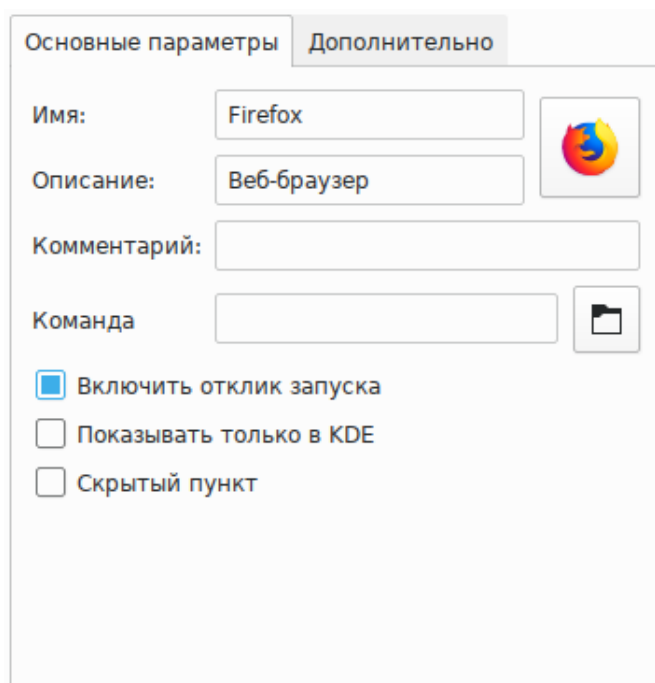 Основные параметры Дополнительно
Имя: Firefox
Описание: Веб-браузер
Комментарий:
Команда
Включить отклик запуска
Показывать только в KDE
Скрытый пункт